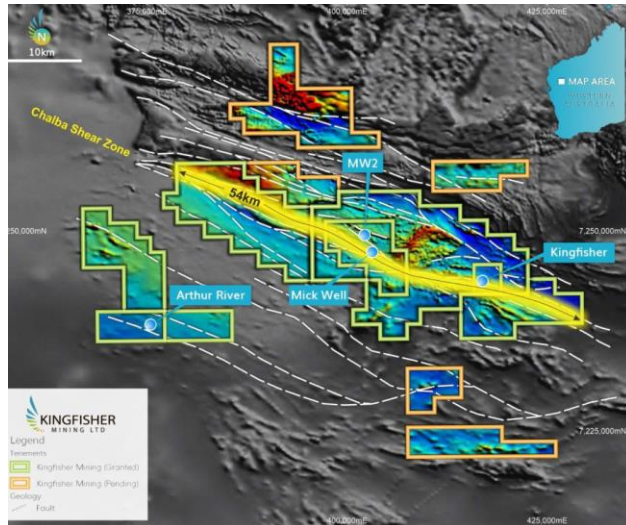 375,000mE
400,000mE
425,000mE
N
10km
MAP AREA
Chalba Shear Zone
MW2
54km
250,000mN
7,250,000mN
Kingfisher
Mick Well
Arthur River
KINGFISHER
MINING LTD
Legend
Tenements
Kingfisher Mining (Granted)
Kingfisher Mining (Pending)
Geology
Fault
7,225,000mN
400,000mE
425,000mE